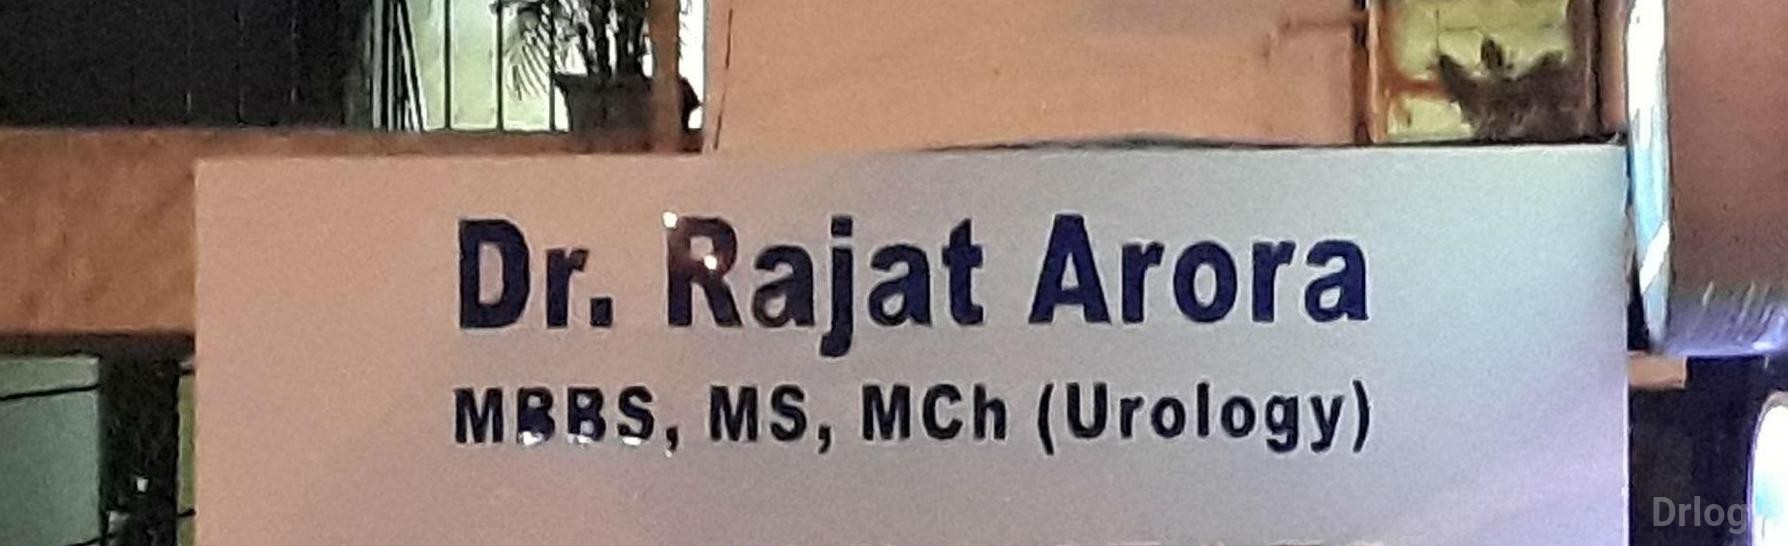 Dr. Rajat Arora
MBBS, MS, MCh (Urology)
Drlog